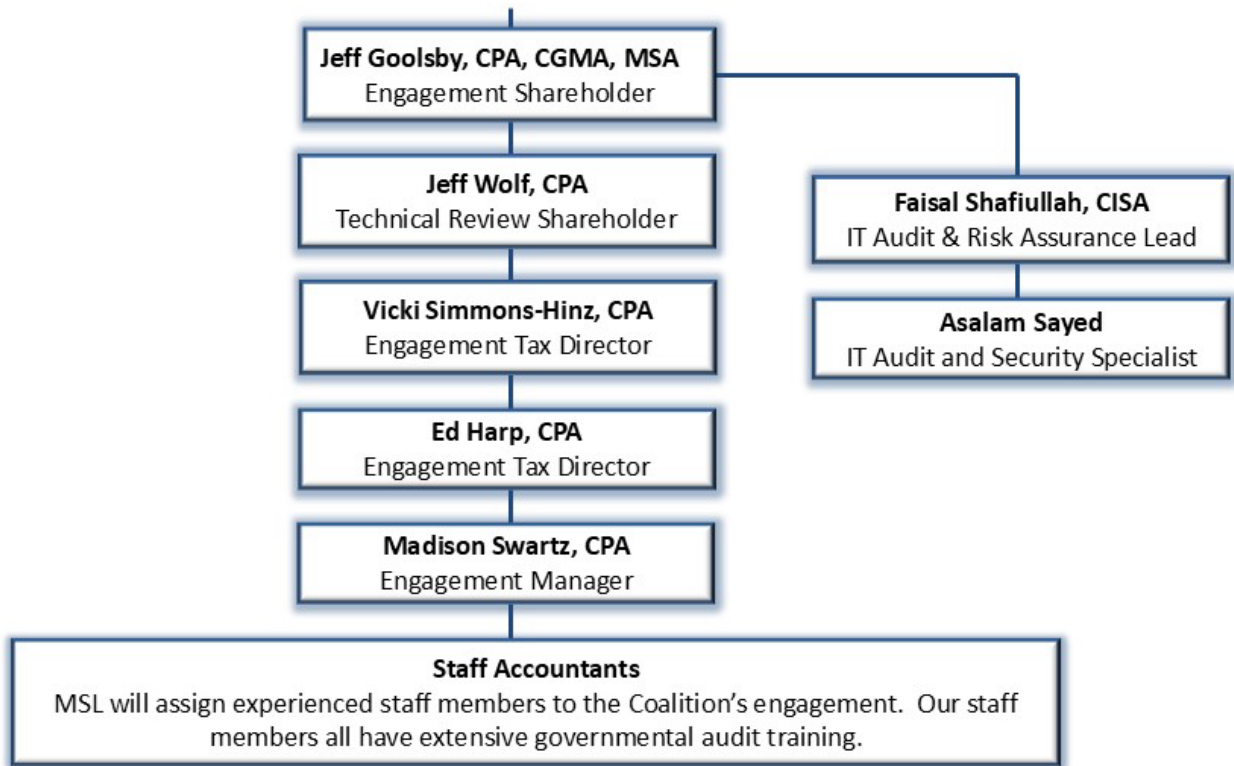 Jeff Goolsby, CPA, CGMA, MSA
Engagement Shareholder
Jeff Wolf, CPA
Technical Review Shareholder
Vicki Simmons-Hinz, CPA
Engagement Tax Director
Ed Harp, CPA
Engagement Tax Director
Madison Swartz, CPA
Engagement Manager
Faisal Shafiullah, CISA
IT Audit & Risk Assurance Lead
Asalam Sayed
IT Audit and Security Specialist
Staff Accountants
MSL will assign experienced staff members to the Coalition’s engagement.  Our staff
members all have extensive governmental audit training.